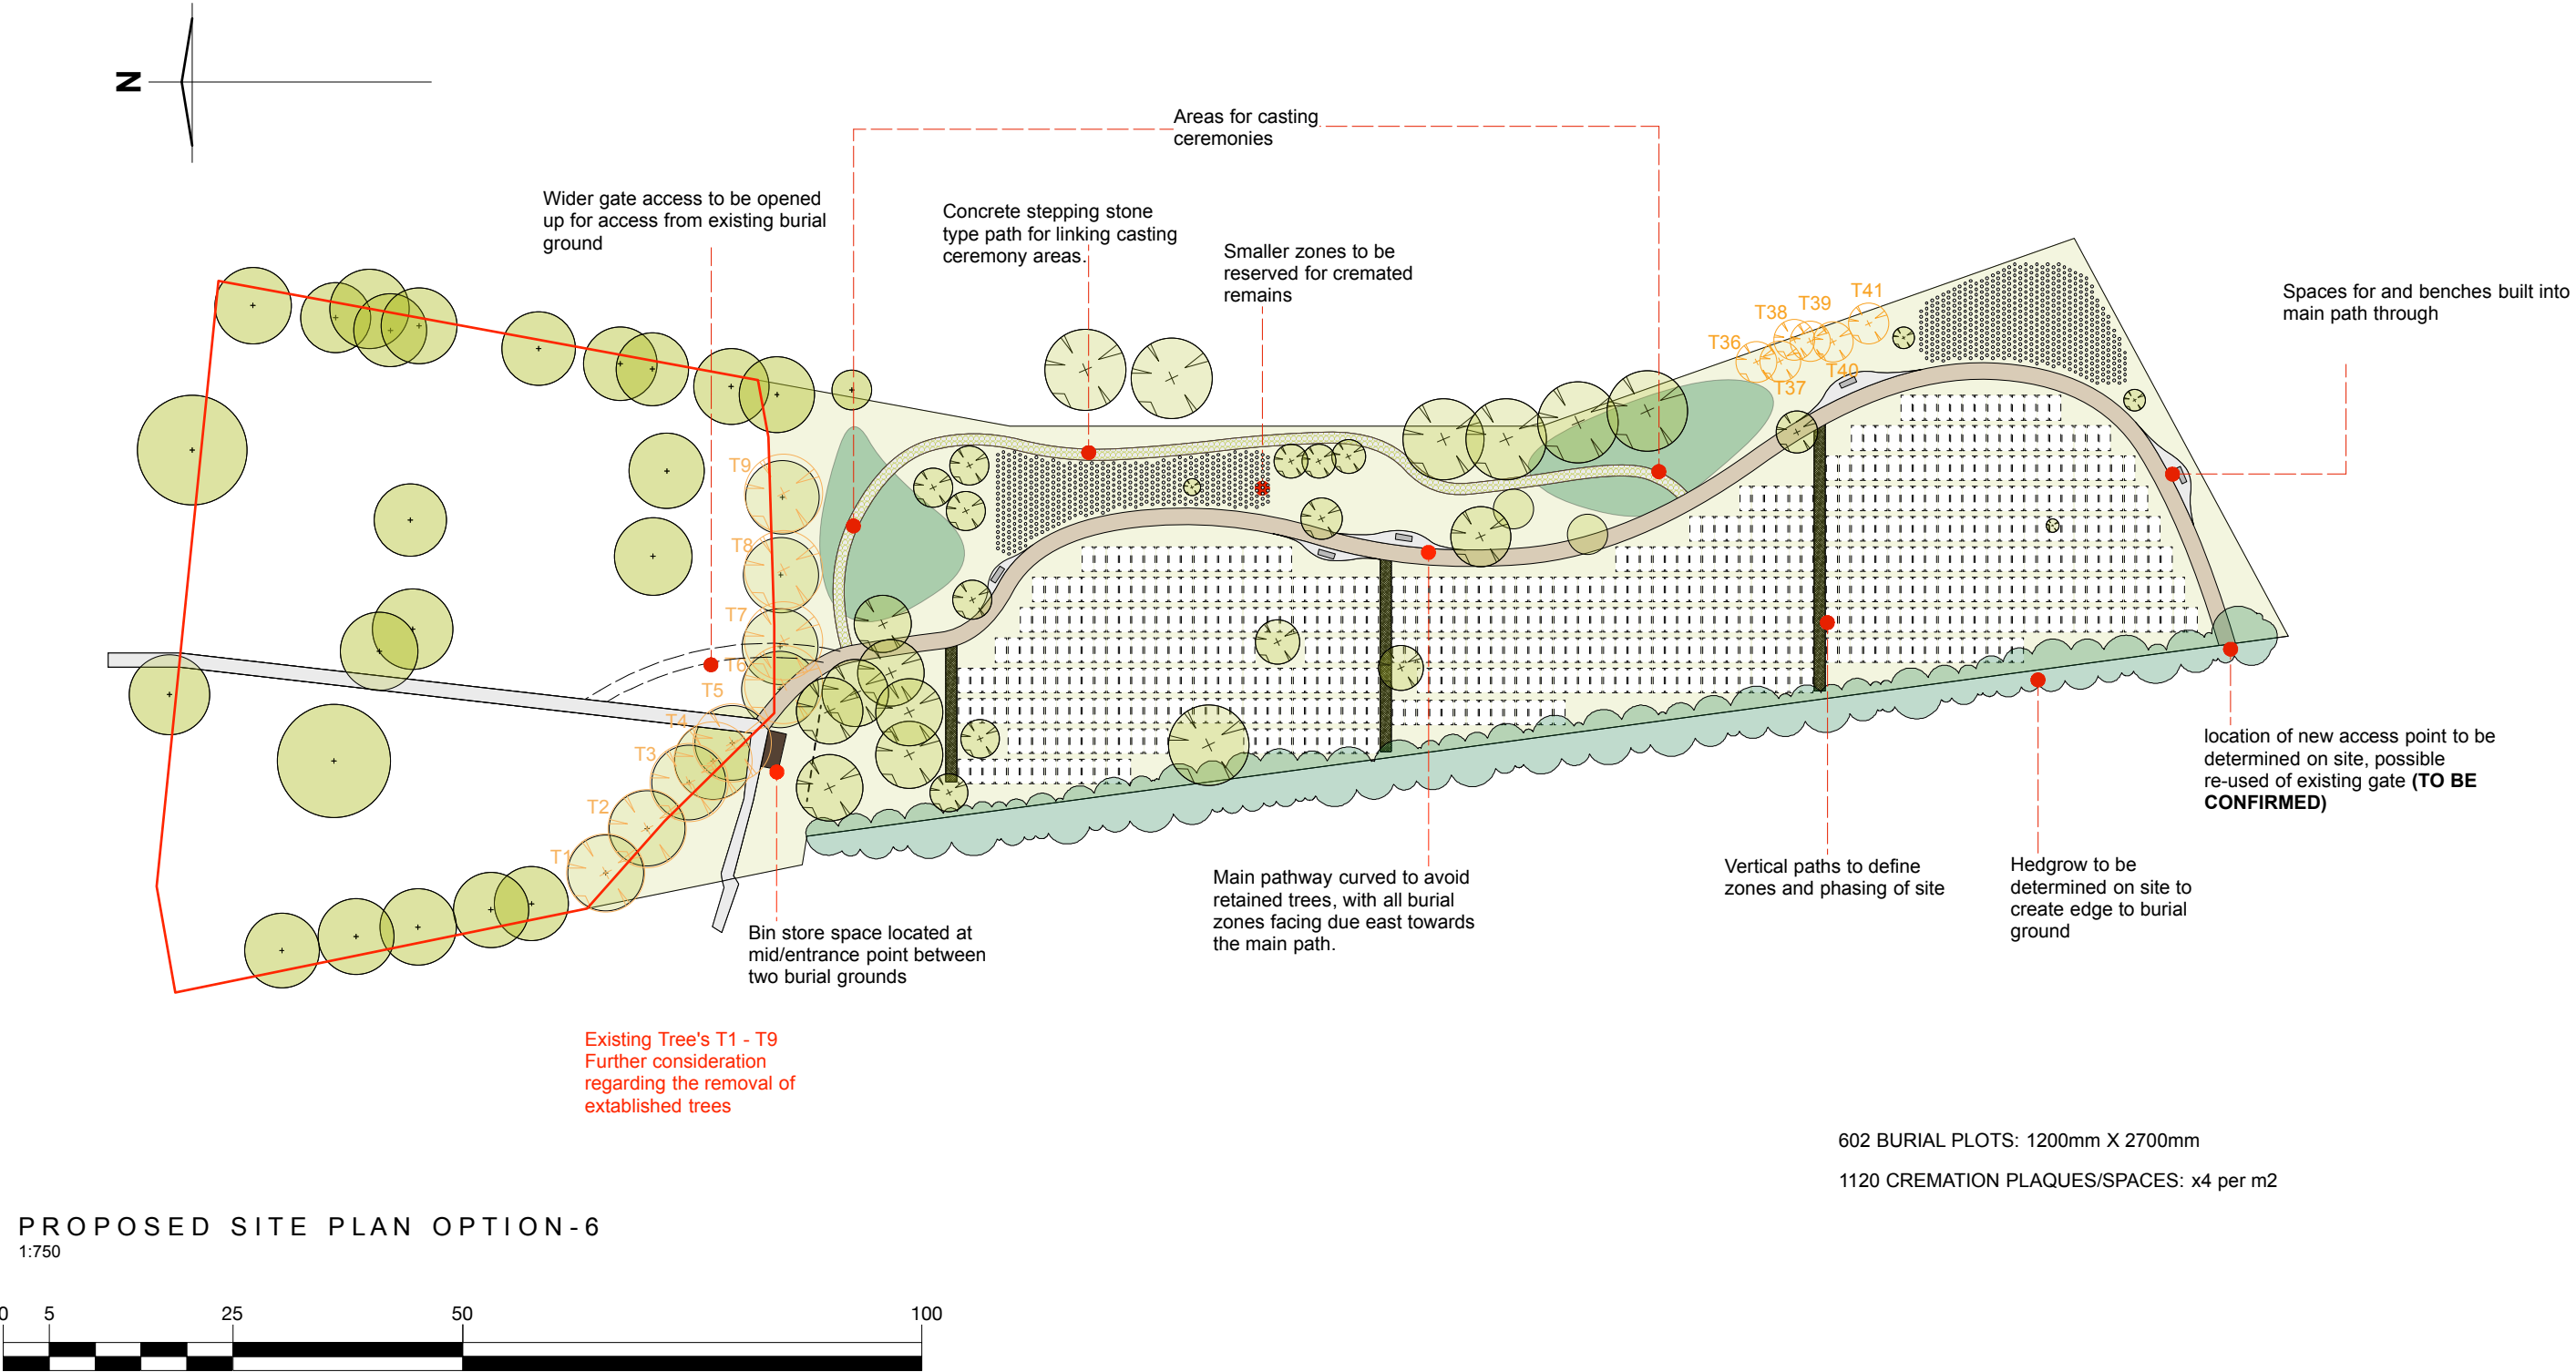 N
Areas for casting
ceremonies
Wider gate access to be opened
up for access from existing burial
ground
Concrete stepping stone
type path for linking casting
ceremony areas.
Smaller zones to be
reserved for cremated
remains
Spaces for and benches built into
main path through
T41
T39
T38
T36
T40
T37
T9
T8
T7
T6
T5
T4
T3
T2
T1
location of new access point to be
determined on site, possible
re-used of existing gate (TO BE
CONFIRMED)
Main pathway curved to avoid
retained trees, with all burial
zones facing due east towards
the main path.
Vertical paths to define
zones and phasing of site
Hedgrow to be
determined on site to
create edge to burial
ground
Bin store space located at
mid/entrance point between
two burial grounds
Existing Tree's T1 - T9
Further consideration
regarding the removal of
extablished trees
602 BURIAL PLOTS: 1200mm X 2700mm
1120 CREMATION PLAQUES/SPACES: x4 per m2
PROPOSED SITE PLAN OPTION-6
1:750
0 5 25 50 100